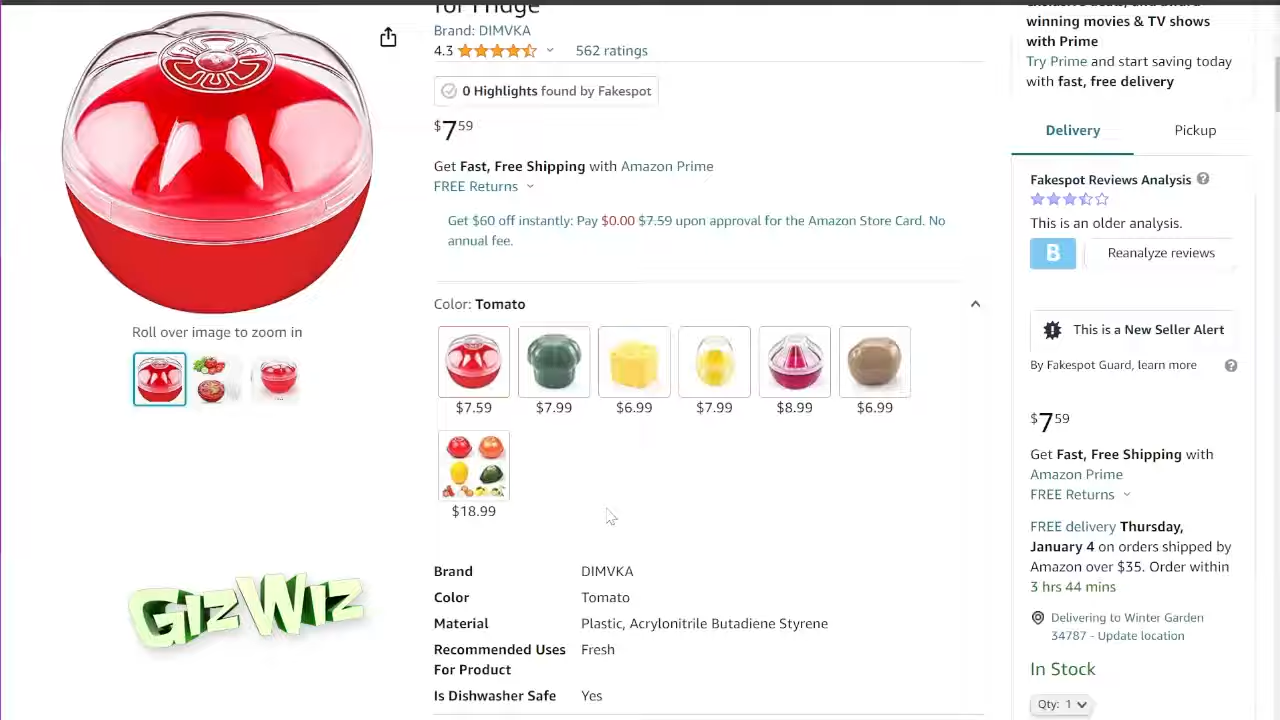 for Fridge
Brand: DIMVKA
4.3
562 ratings
0 Highlights found by Fakespot
$7 59
Get Fast, Free Shipping with Amazon Prime
FREE Returns
Get $60 off instantly: Pay $0.00 $7.59 upon approval for the Amazon Store Card. No
annual fee.
Roll over image to zoom in
Color: Tomato
$7.59
$7.99
$6.99
$7.99
$8.99
$6.99
$18.99
GIZ WIZ
Brand DIMVKA
Color Tomato
Material Plastic, Acrylonitrile Butadiene Styrene
Recommended Uses Fresh
For Product
Is Dishwasher Safe Yes
winning movies & TV shows
with Prime
Try Prime and start saving today
with fast, free delivery
Delivery Pickup
Fakespot Reviews Analysis
This is an older analysis.
B Reanalyze reviews
This is a New Seller Alert
By Fakespot Guard, learn more
$7 59
Get Fast, Free Shipping with
Amazon Prime
FREE Returns
FREE delivery Thursday,
January 4 on orders shipped by
Amazon over $35. Order within
3 hrs 44 mins
Delivering to Winter Garden
34787 - Update location
In Stock
Qty: 1